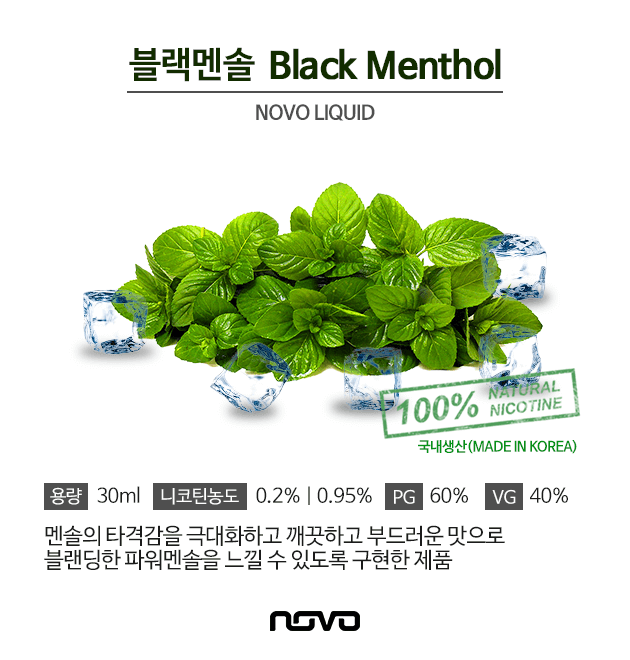 블랙멘솔 Black Menthol
NOVO LIQUID
100% NATURAL NICOTINE
국내생산(MADE IN KOREA)
용량 30ml 니코틴농도 0.2% | 0.95% PG 60% VG 40%
멘솔의 타격감을 극대화하고 깨끗하고 부드러운 맛으로
블랜딩한 파워멘솔을 느낄 수 있도록 구현한 제품
novo